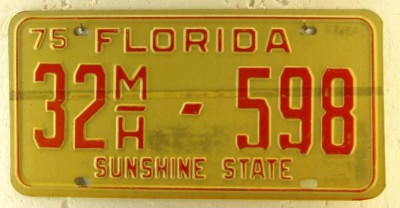 75 FLORIDA
32 M/H - 598
SUNSHINE STATE